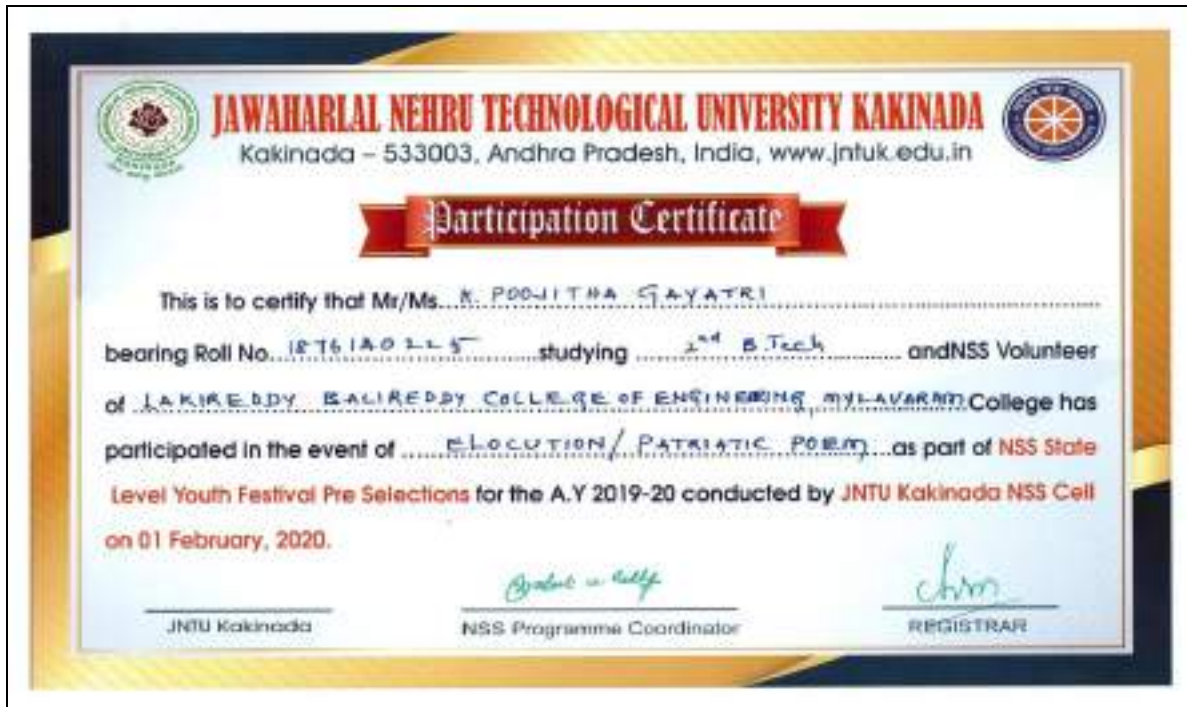 JAWAHARLAL NEHRU TECHNOLOGICAL UNIVERSITY KAKINADA
Kakinada – 533003, Andhra Pradesh, India, www.jntuk.edu.in
Participation Certificate
This is to certify that Mr/Ms. K. POOJITHA GAYATRI
bearing Roll No. 18761A0225 studying 2nd B.Tech andNSS Volunteer
of LAKIREDDY BALIREDDY COLLEGE OF ENGINEERING, MYLAVARAM College has
participated in the event of ELOCUTION/ PATRIATIC POEM as part of NSS State
Level Youth Festival Pre Selections for the A.Y 2019-20 conducted by JNTU Kakinada NSS Cell
on 01 February, 2020.
JNTU Kakinada
NSS Programme Coordinator
REGISTRAR